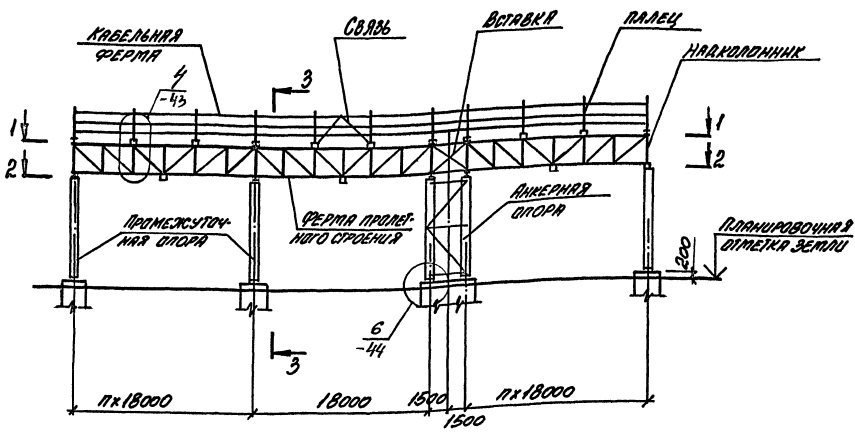 КАБЕЛЬНАЯ
ФЕРМА
СВЯЗЬ
ВСТАВКА
ПАЛЕЦ
НАДКОЛОННИК
4
-43
3
1
1
2
2
ПРОМЕЖУТОЧ-
НАЯ ОПОРА
ФЕРМА ПРОЛЕТ-
НОГО СТРОЕНИЯ
АНКЕРНАЯ
ОПОРА
ПЛАНИРОВОЧНАЯ
ОТМЕТКА ЗЕМЛИ
200
6
-44
3
n×18000
18000
1500
1500
n×18000